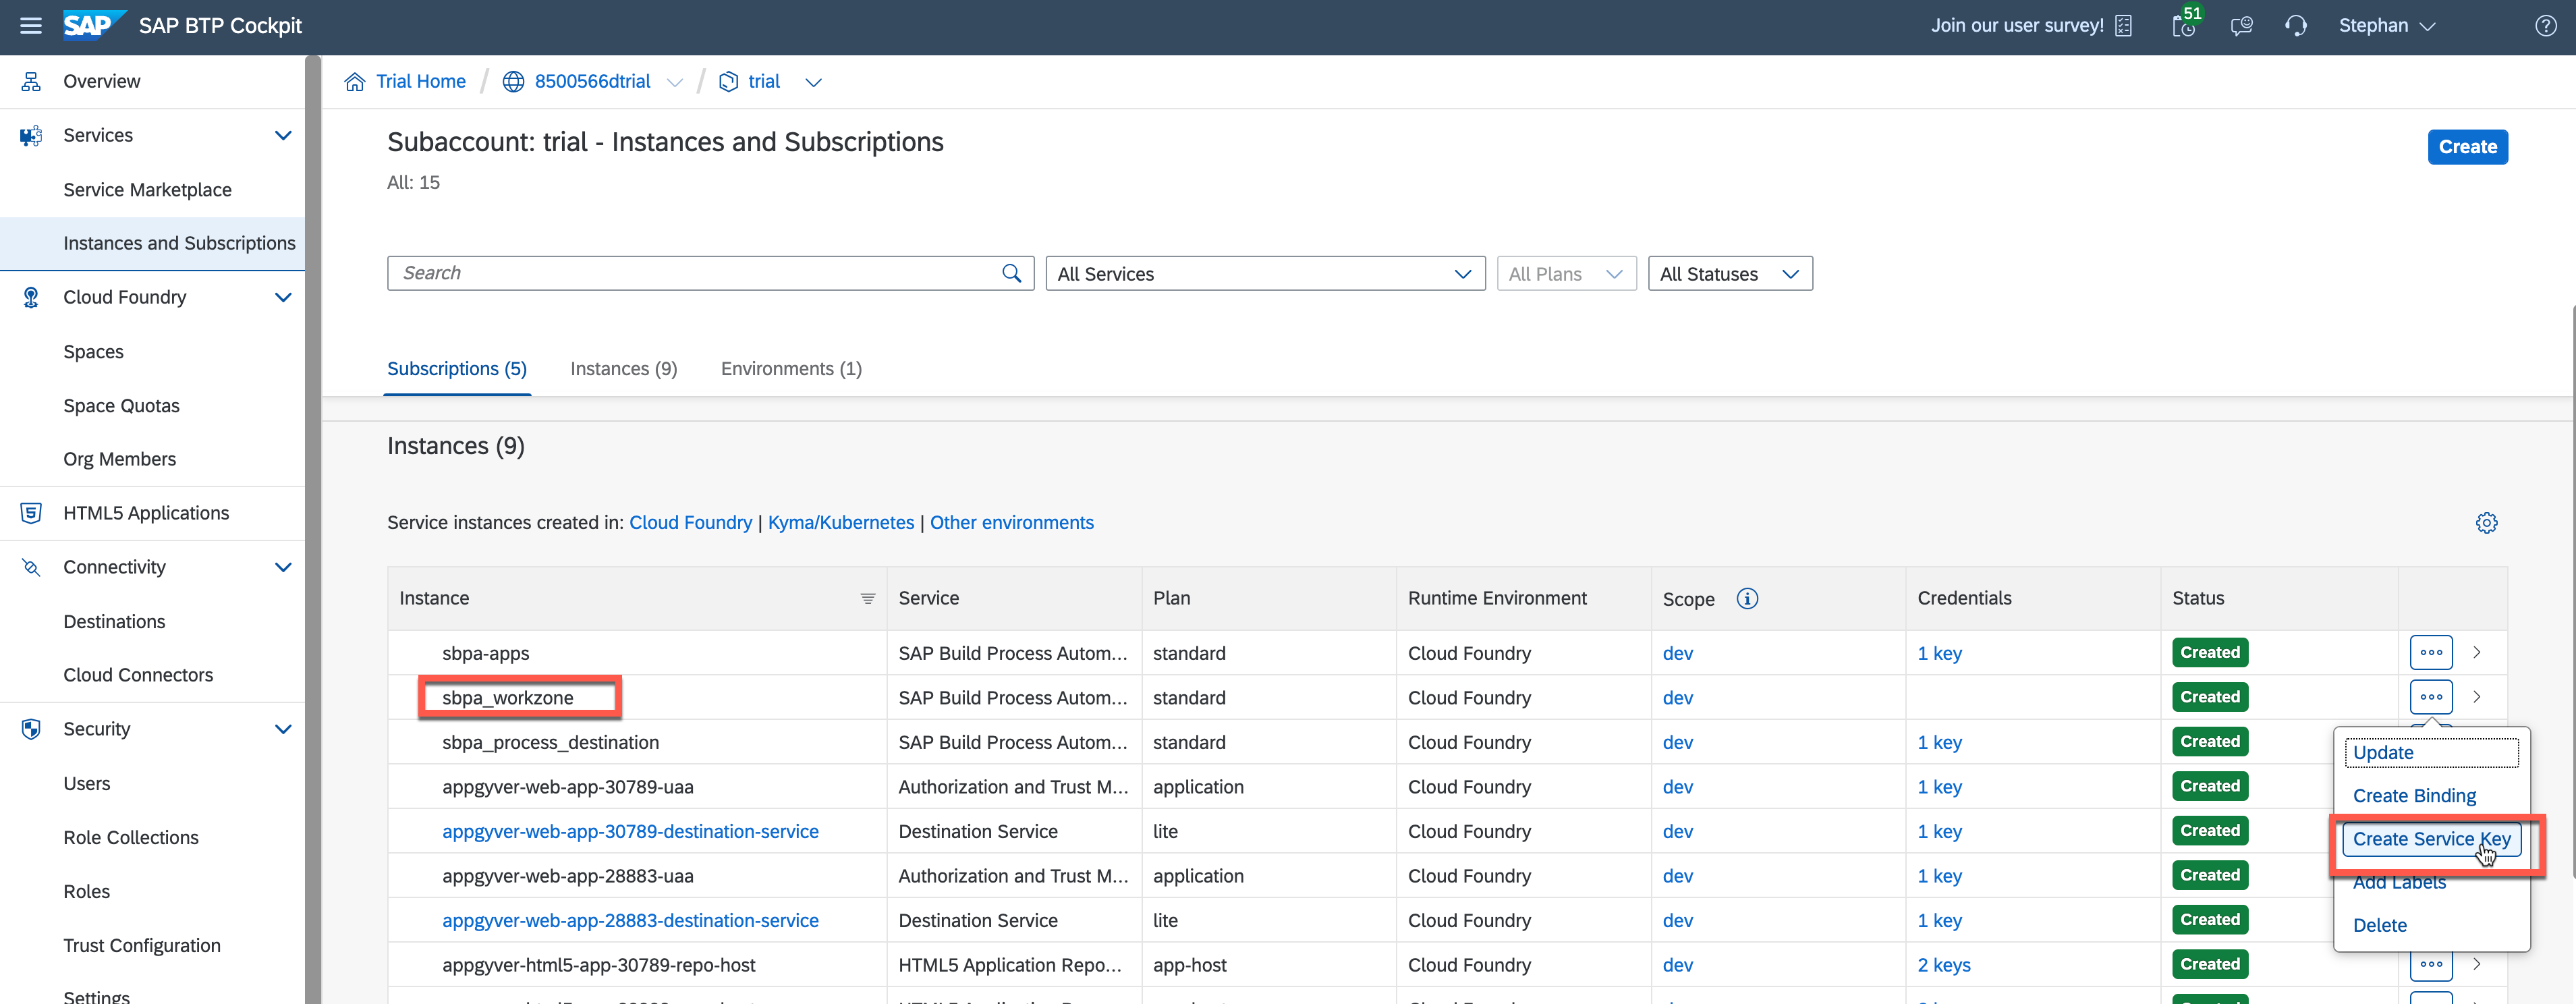 SAP SAP BTP Cockpit
Join our user survey! 51 Stephan
Overview
Services
Service Marketplace
Instances and Subscriptions
Cloud Foundry
Spaces
Space Quotas
Org Members
HTML5 Applications
Connectivity
Destinations
Cloud Connectors
Security
Users
Role Collections
Roles
Trust Configuration
Settings
Trial Home / 8500566dtrial / trial
Subaccount: trial - Instances and Subscriptions
Create
All: 15
Search All Services All Plans All Statuses
Subscriptions (5) Instances (9) Environments (1)
Instances (9)
Service instances created in: Cloud Foundry | Kyma/Kubernetes | Other environments
Instance Service Plan Runtime Environment Scope Credentials Status
sbpa-apps SAP Build Process Autom... standard Cloud Foundry dev 1 key Created
sbpa_workzone SAP Build Process Autom... standard Cloud Foundry dev Created
sbpa_process_destination SAP Build Process Autom... standard Cloud Foundry dev 1 key Created
appgyver-web-app-30789-uaa Authorization and Trust M... application Cloud Foundry dev 1 key Created
appgyver-web-app-30789-destination-service Destination Service lite Cloud Foundry dev 1 key Created
appgyver-web-app-28883-uaa Authorization and Trust M... application Cloud Foundry dev 1 key Created
appgyver-web-app-28883-destination-service Destination Service lite Cloud Foundry dev 1 key Created
appgyver-html5-app-30789-repo-host HTML5 Application Repo... app-host Cloud Foundry dev 2 keys Created
Update
Create Binding
Create Service Key
Add Labels
Delete